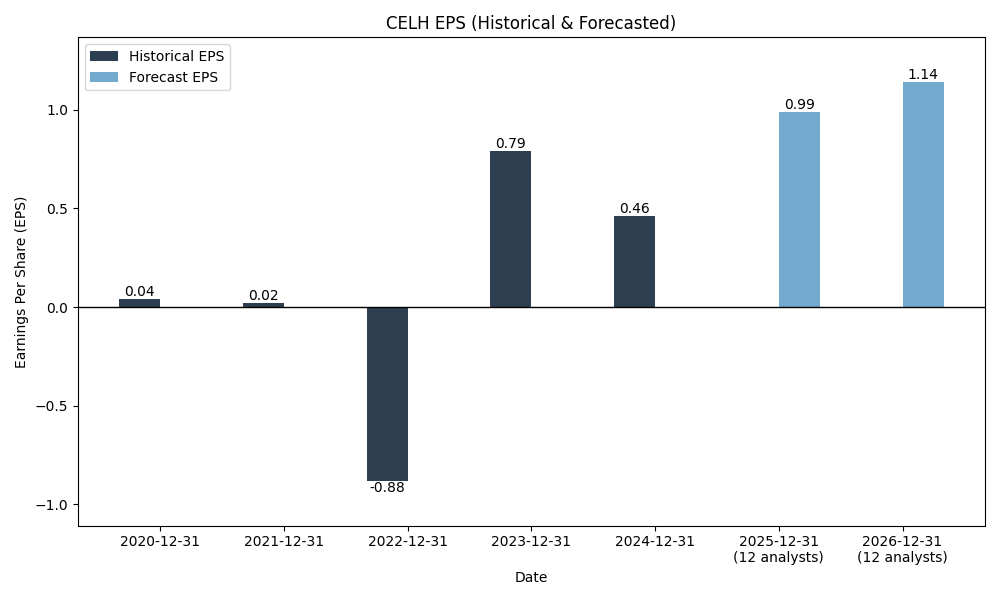 CELH EPS (Historical & Forecasted)
Historical EPS
Forecast EPS
Earnings Per Share (EPS)
1.0
0.5
0.0
−0.5
−1.0
0.04
0.02
-0.88
0.79
0.46
0.99
1.14
2020-12-31
2021-12-31
2022-12-31
2023-12-31
2024-12-31
2025-12-31
(12 analysts)
2026-12-31
(12 analysts)
Date